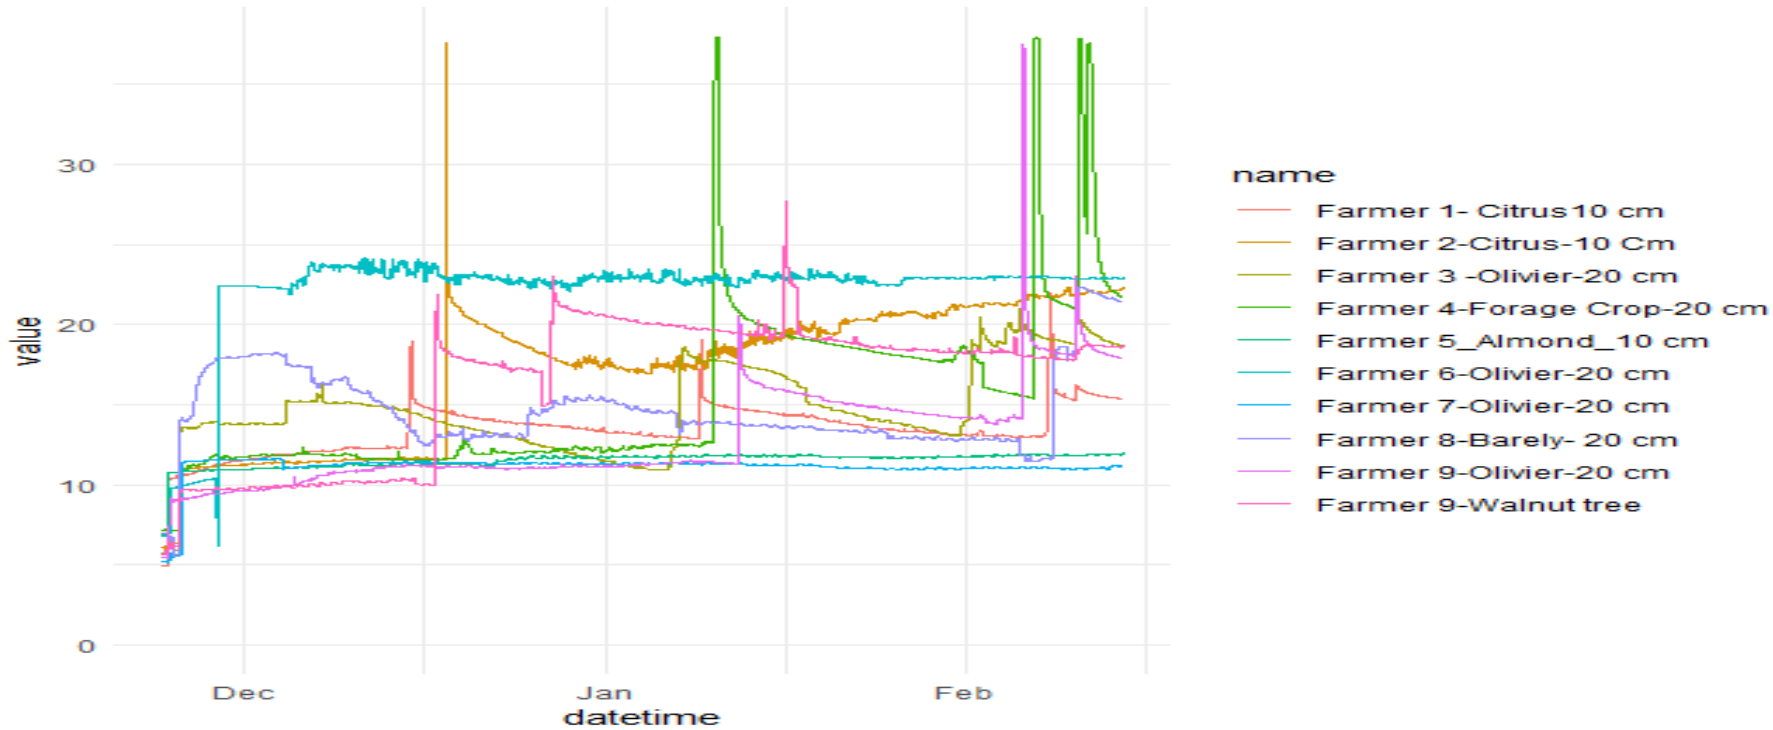 30
20
10
0
value
Dec Jan Feb
datetime
name
Farmer 1- Citrus10 cm
Farmer 2-Citrus-10 Cm
Farmer 3 -Olivier-20 cm
Farmer 4-Forage Crop-20 cm
Farmer 5_Almond_10 cm
Farmer 6-Olivier-20 cm
Farmer 7-Olivier-20 cm
Farmer 8-Barely- 20 cm
Farmer 9-Olivier-20 cm
Farmer 9-Walnut tree